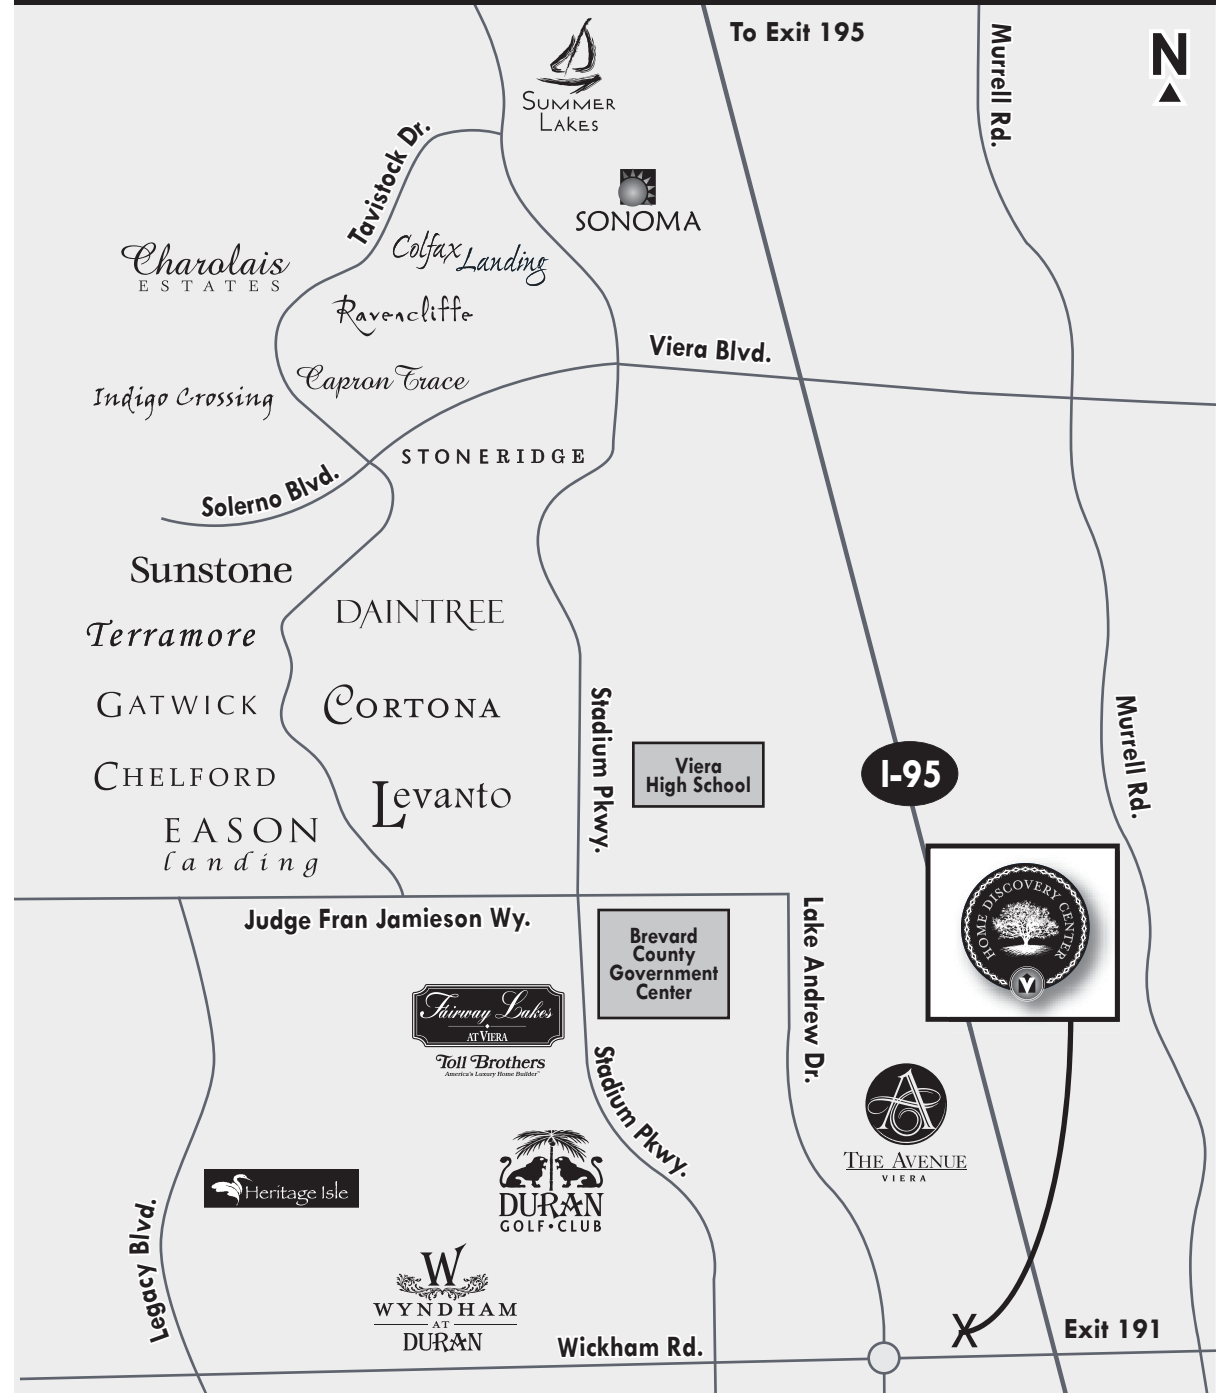 To Exit 195
Murrell Rd.
N
SUMMER
LAKES
Tavistock Dr.
SONOMA
Charolais
ESTATES
Colfax Landing
Ravencliffe
Viera Blvd.
Capron Trace
Indigo Crossing
STONERIDGE
Solerno Blvd.
Sunstone
DAINTREE
Terramore
GATWICK
CORTONA
Stadium Pkwy.
Murrell Rd.
Viera
High School
I-95
CHELFORD
Levanto
EASON
landing
HOME DISCOVERY CENTER
V
Judge Fran Jamieson Wy.
Lake Andrew Dr.
Brevard
County
Government
Center
Fairway Lakes
AT VIERA
Toll Brothers
America's Luxury Home Builder™
Stadium Pkwy.
A
THE AVENUE
VIERA
Heritage Isle
DURAN
GOLF•CLUB
Legacy Blvd.
W
WYNDHAM
AT
DURAN
Wickham Rd.
X
Exit 191